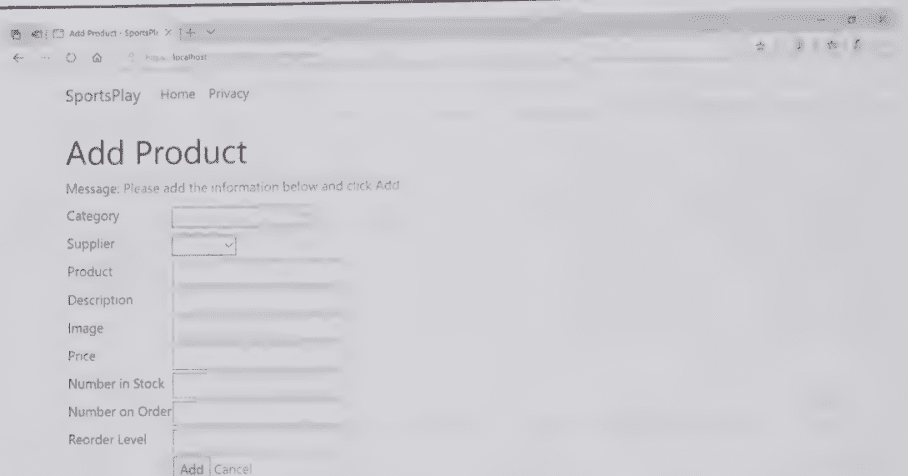 Add Product - SportsPl
localhost
SportsPlay Home Privacy
Add Product
Message: Please add the information below and click Add
Category
Supplier
Product
Description
Image
Price
Number in Stock
Number on Order
Reorder Level
Add Cancel